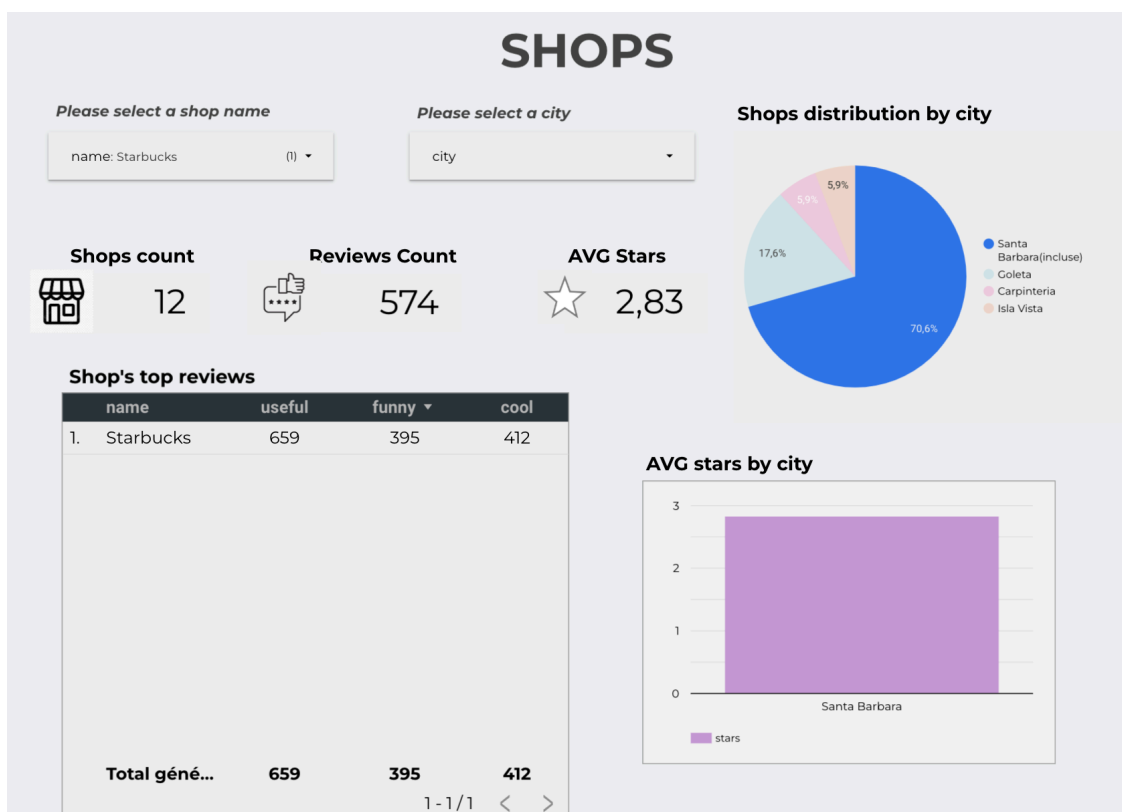 SHOPS
Please select a shop name
Please select a city
name: Starbucks (1)
city
Shops distribution by city
5,9%
5,9%
17,6%
70,6%
Santa
Barbara(incluse)
Goleta
Carpinteria
Isla Vista
Shops count
12
Reviews Count
574
AVG Stars
2,83
Shop's top reviews
name useful funny cool
1. Starbucks 659 395 412
Total géné... 659 395 412
1 - 1 / 1 < >
AVG stars by city
3
2
1
0
Santa Barbara
stars